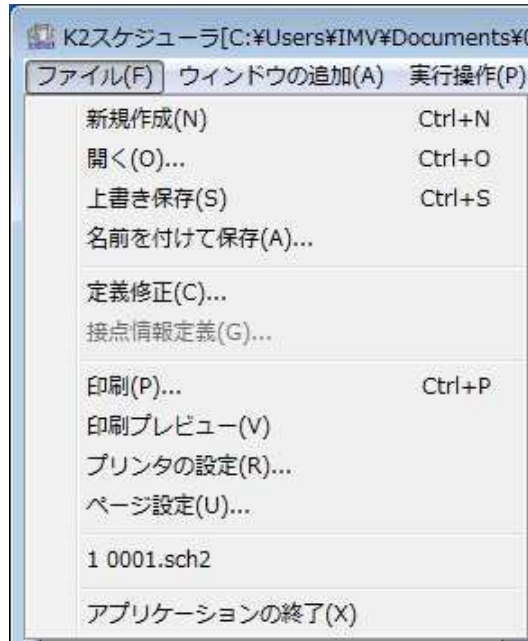 K2スケジューラ[C:¥Users¥IMV¥Documents¥
ファイル(F) ウィンドウの追加(A) 実行操作(P)
新規作成(N) Ctrl+N
開く(O)... Ctrl+O
上書き保存(S) Ctrl+S
名前を付けて保存(A)...
定義修正(C)...
接点情報定義(G)...
印刷(P)... Ctrl+P
印刷プレビュー(V)
プリンタの設定(R)...
ページ設定(U)...
1 0001.sch2
アプリケーションの終了(X)